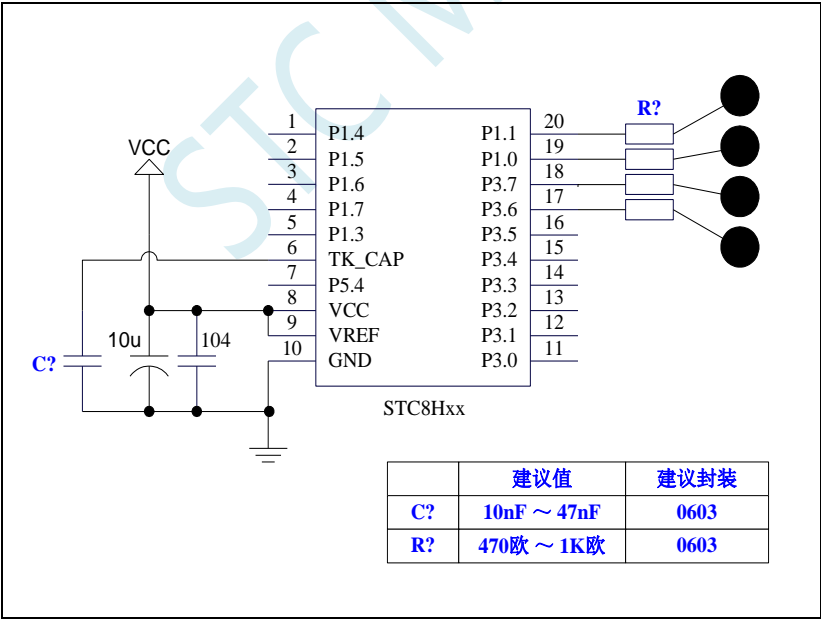 STC M
VCC
R?
1 P1.4 P1.1 20
2 P1.5 P1.0 19
3 P1.6 P3.7 18
4 P1.7 P3.6 17
5 P1.3 P3.5 16
6 TK_CAP P3.4 15
7 P5.4 P3.3 14
8 VCC P3.2 13
9 VREF P3.1 12
10 GND P3.0 11
C?
10u
104
STC8Hxx
建议值 建议封装
C? 10nF ～ 47nF 0603
R? 470欧 ～ 1K欧 0603